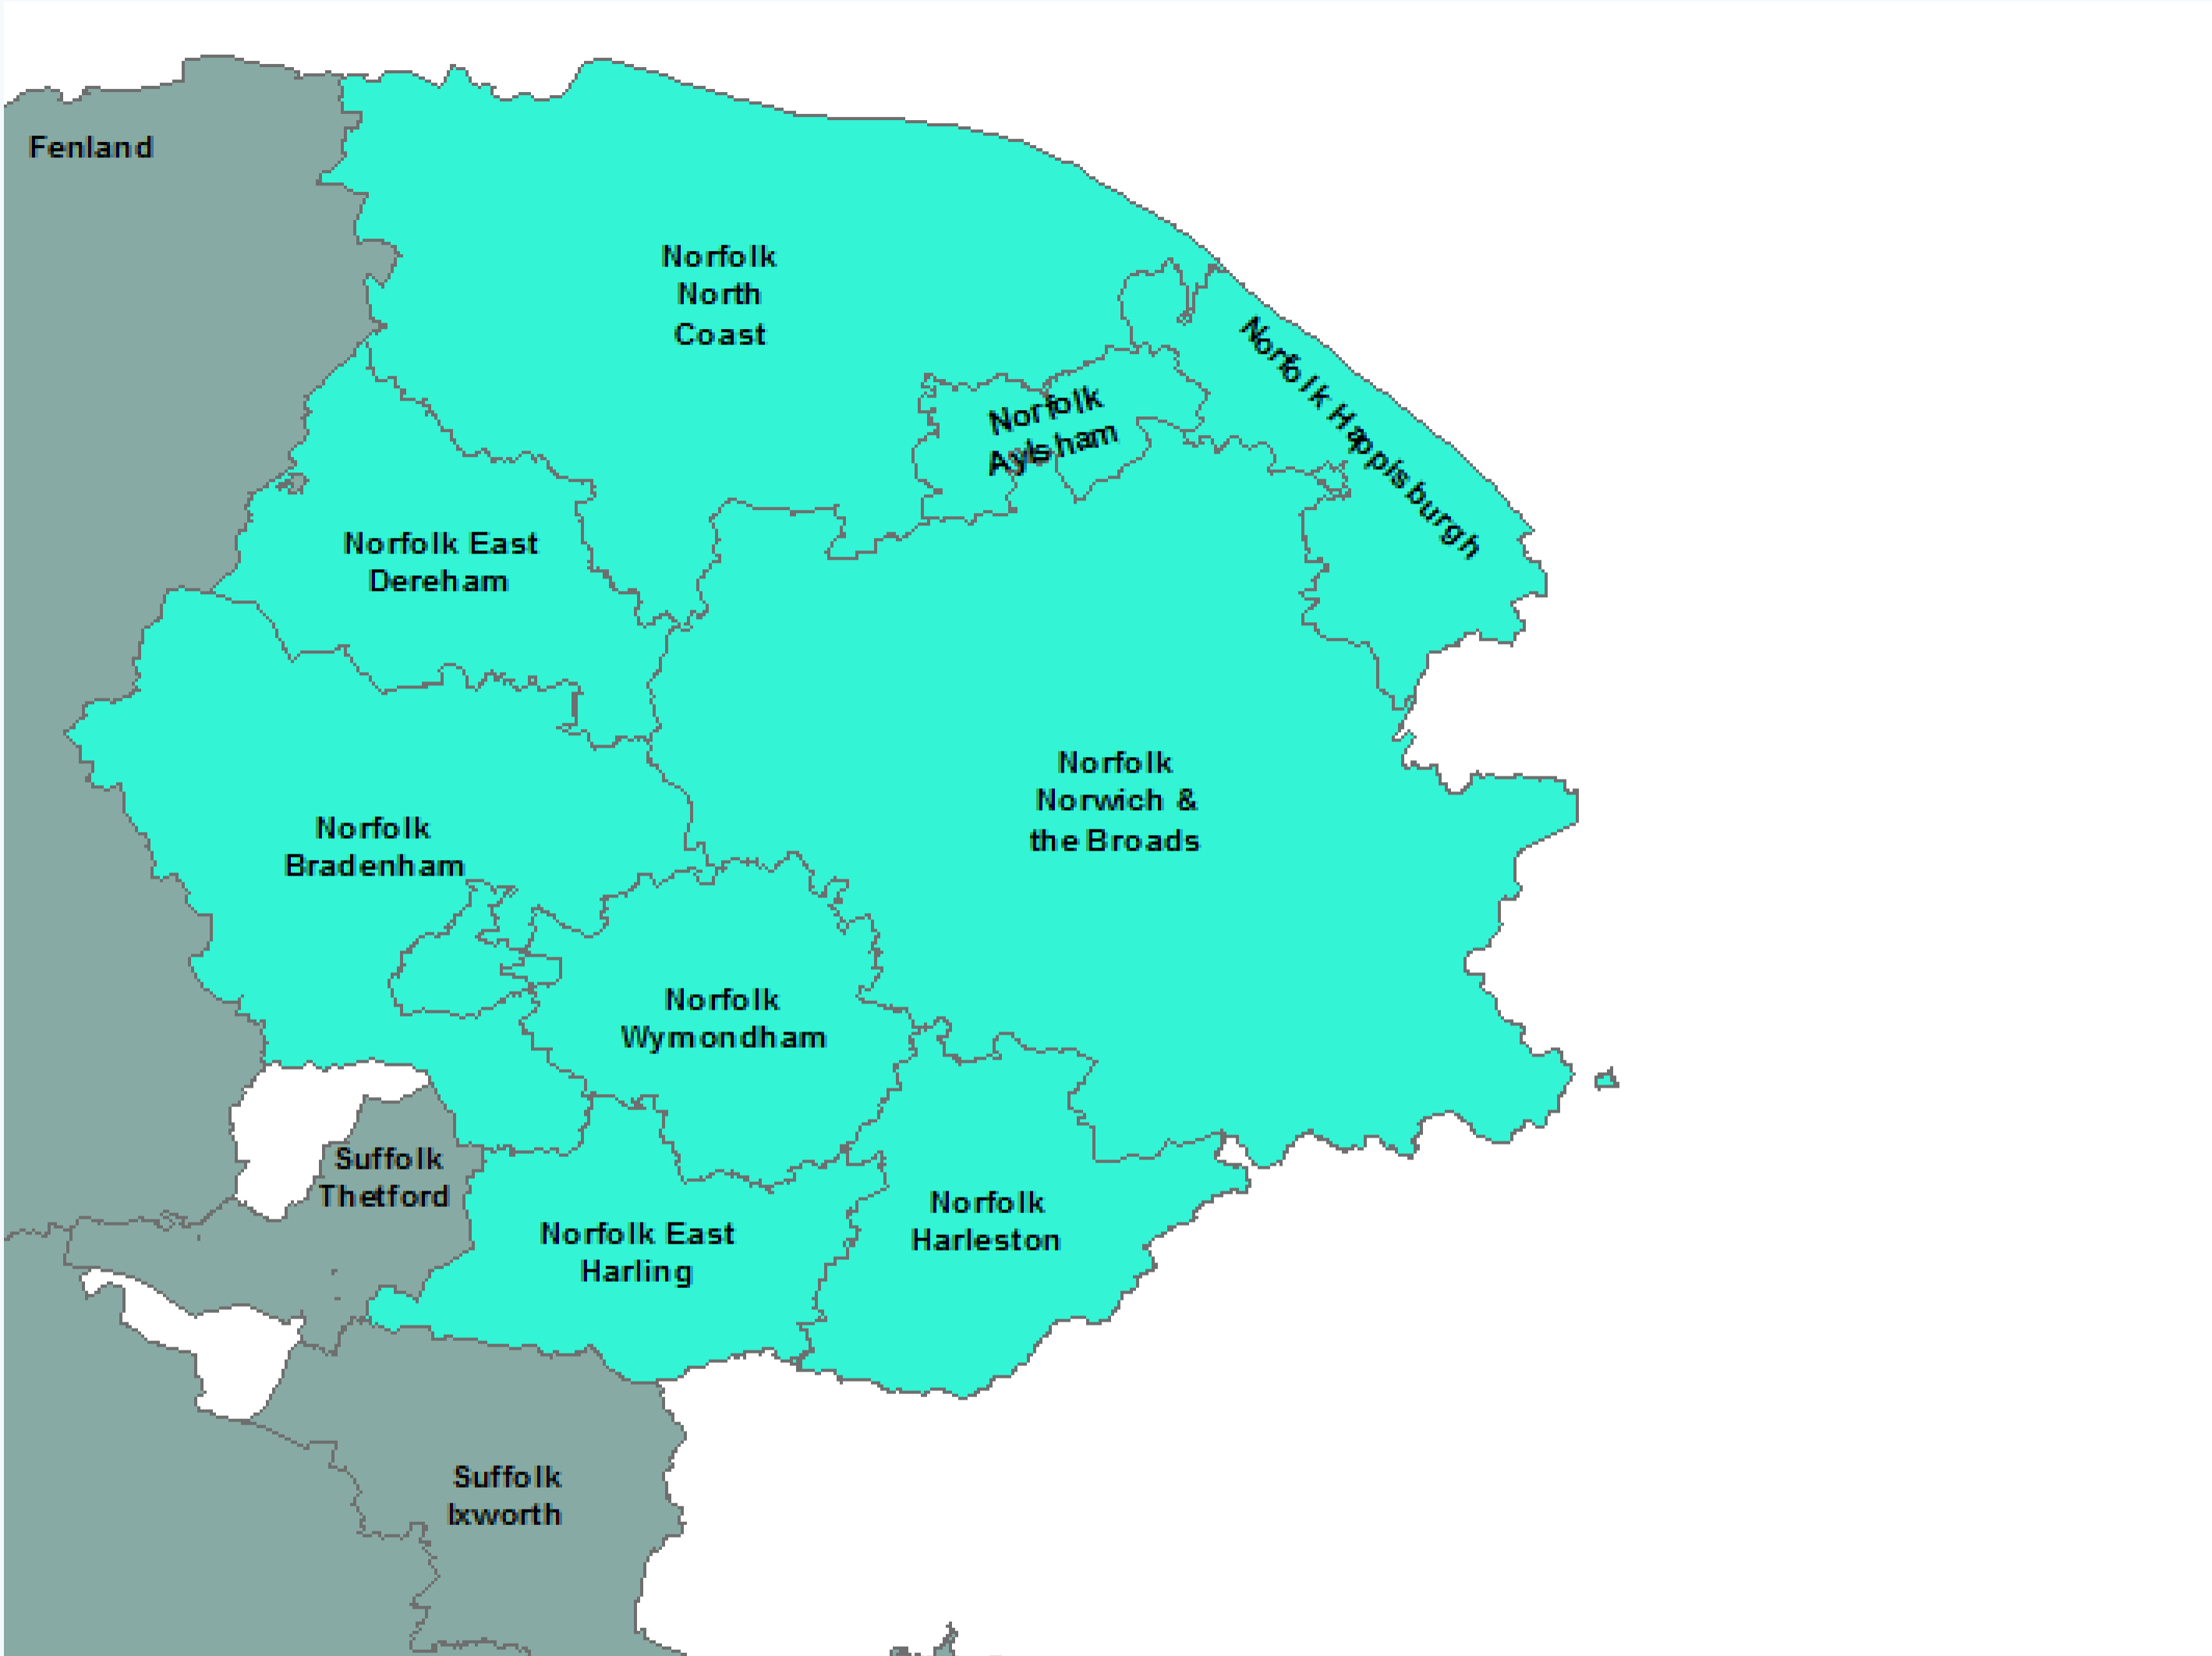 Fenland
Norfolk
North
Coast
Norfolk Happisburgh
Norfolk
Aylsham
Norfolk East
Dereham
Norfolk
Norwich &
the Broads
Norfolk
Bradenham
Norfolk
Wymondham
Suffolk
Thetford
Norfolk East
Harling
Norfolk
Harleston
Suffolk
Ixworth